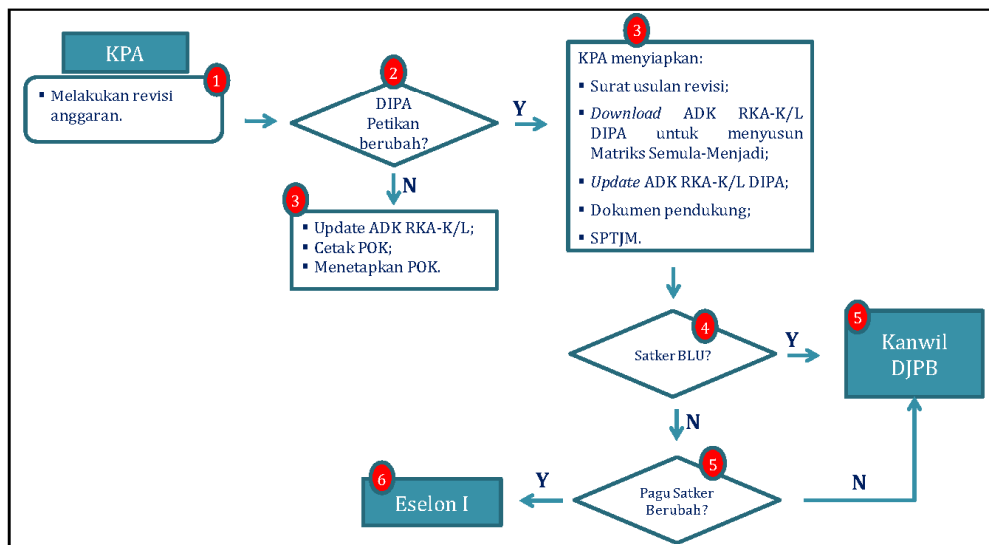 KPA
1
▪ Melakukan revisi
anggaran.
2
DIPA
Petikan
berubah?
Y
N
3
▪ Update ADK RKA-K/L;
▪ Cetak POK;
▪ Menetapkan POK.
3
KPA menyiapkan:
▪ Surat usulan revisi;
▪ Download ADK RKA-K/L
DIPA untuk menyusun
Matriks Semula-Menjadi;
▪ Update ADK RKA-K/L DIPA;
▪ Dokumen pendukung;
▪ SPTJM.
4
Satker BLU?
Y
5
Kanwil
DJPB
N
5
Pagu Satker
Berubah?
Y
N
6
Eselon I